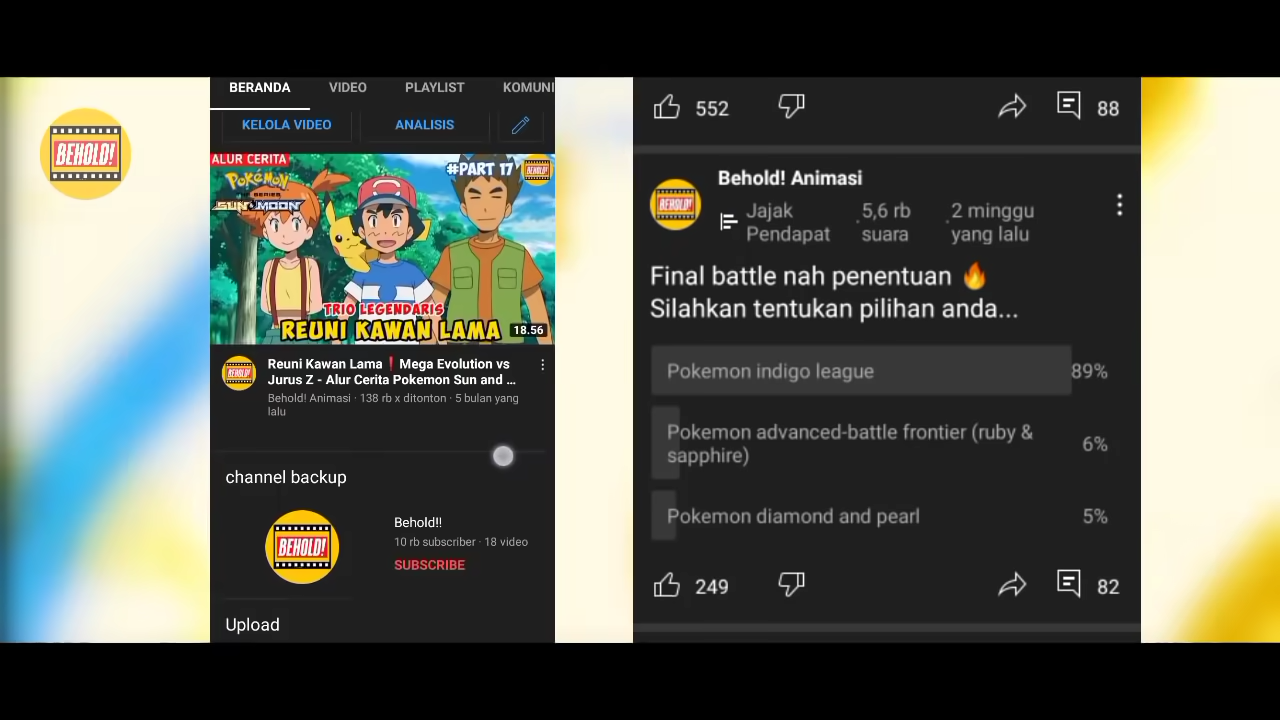 BEHOLD!
BERANDA VIDEO PLAYLIST KOMUNI
KELOLA VIDEO ANALISIS
ALUR CERITA
POKéMON
SERIES
SUN & MOON
#PART 17
BEHOLD!
TRIO LEGENDARIS
REUNI KAWAN LAMA
18.56
BEHOLD!
Reuni Kawan Lama❗Mega Evolution vs
Jurus Z - Alur Cerita Pokemon Sun and ...
Behold! Animasi · 138 rb x ditonton · 5 bulan yang
lalu
channel backup
BEHOLD!
Behold!!
10 rb subscriber · 18 video
SUBSCRIBE
Upload
552 88
BEHOLD!
Behold! Animasi
Jajak
Pendapat
·5,6 rb
suara
·2 minggu
yang lalu
Final battle nah penentuan 🔥
Silahkan tentukan pilihan anda...
Pokemon indigo league 89%
Pokemon advanced-battle frontier (ruby &
sapphire) 6%
Pokemon diamond and pearl 5%
249 82